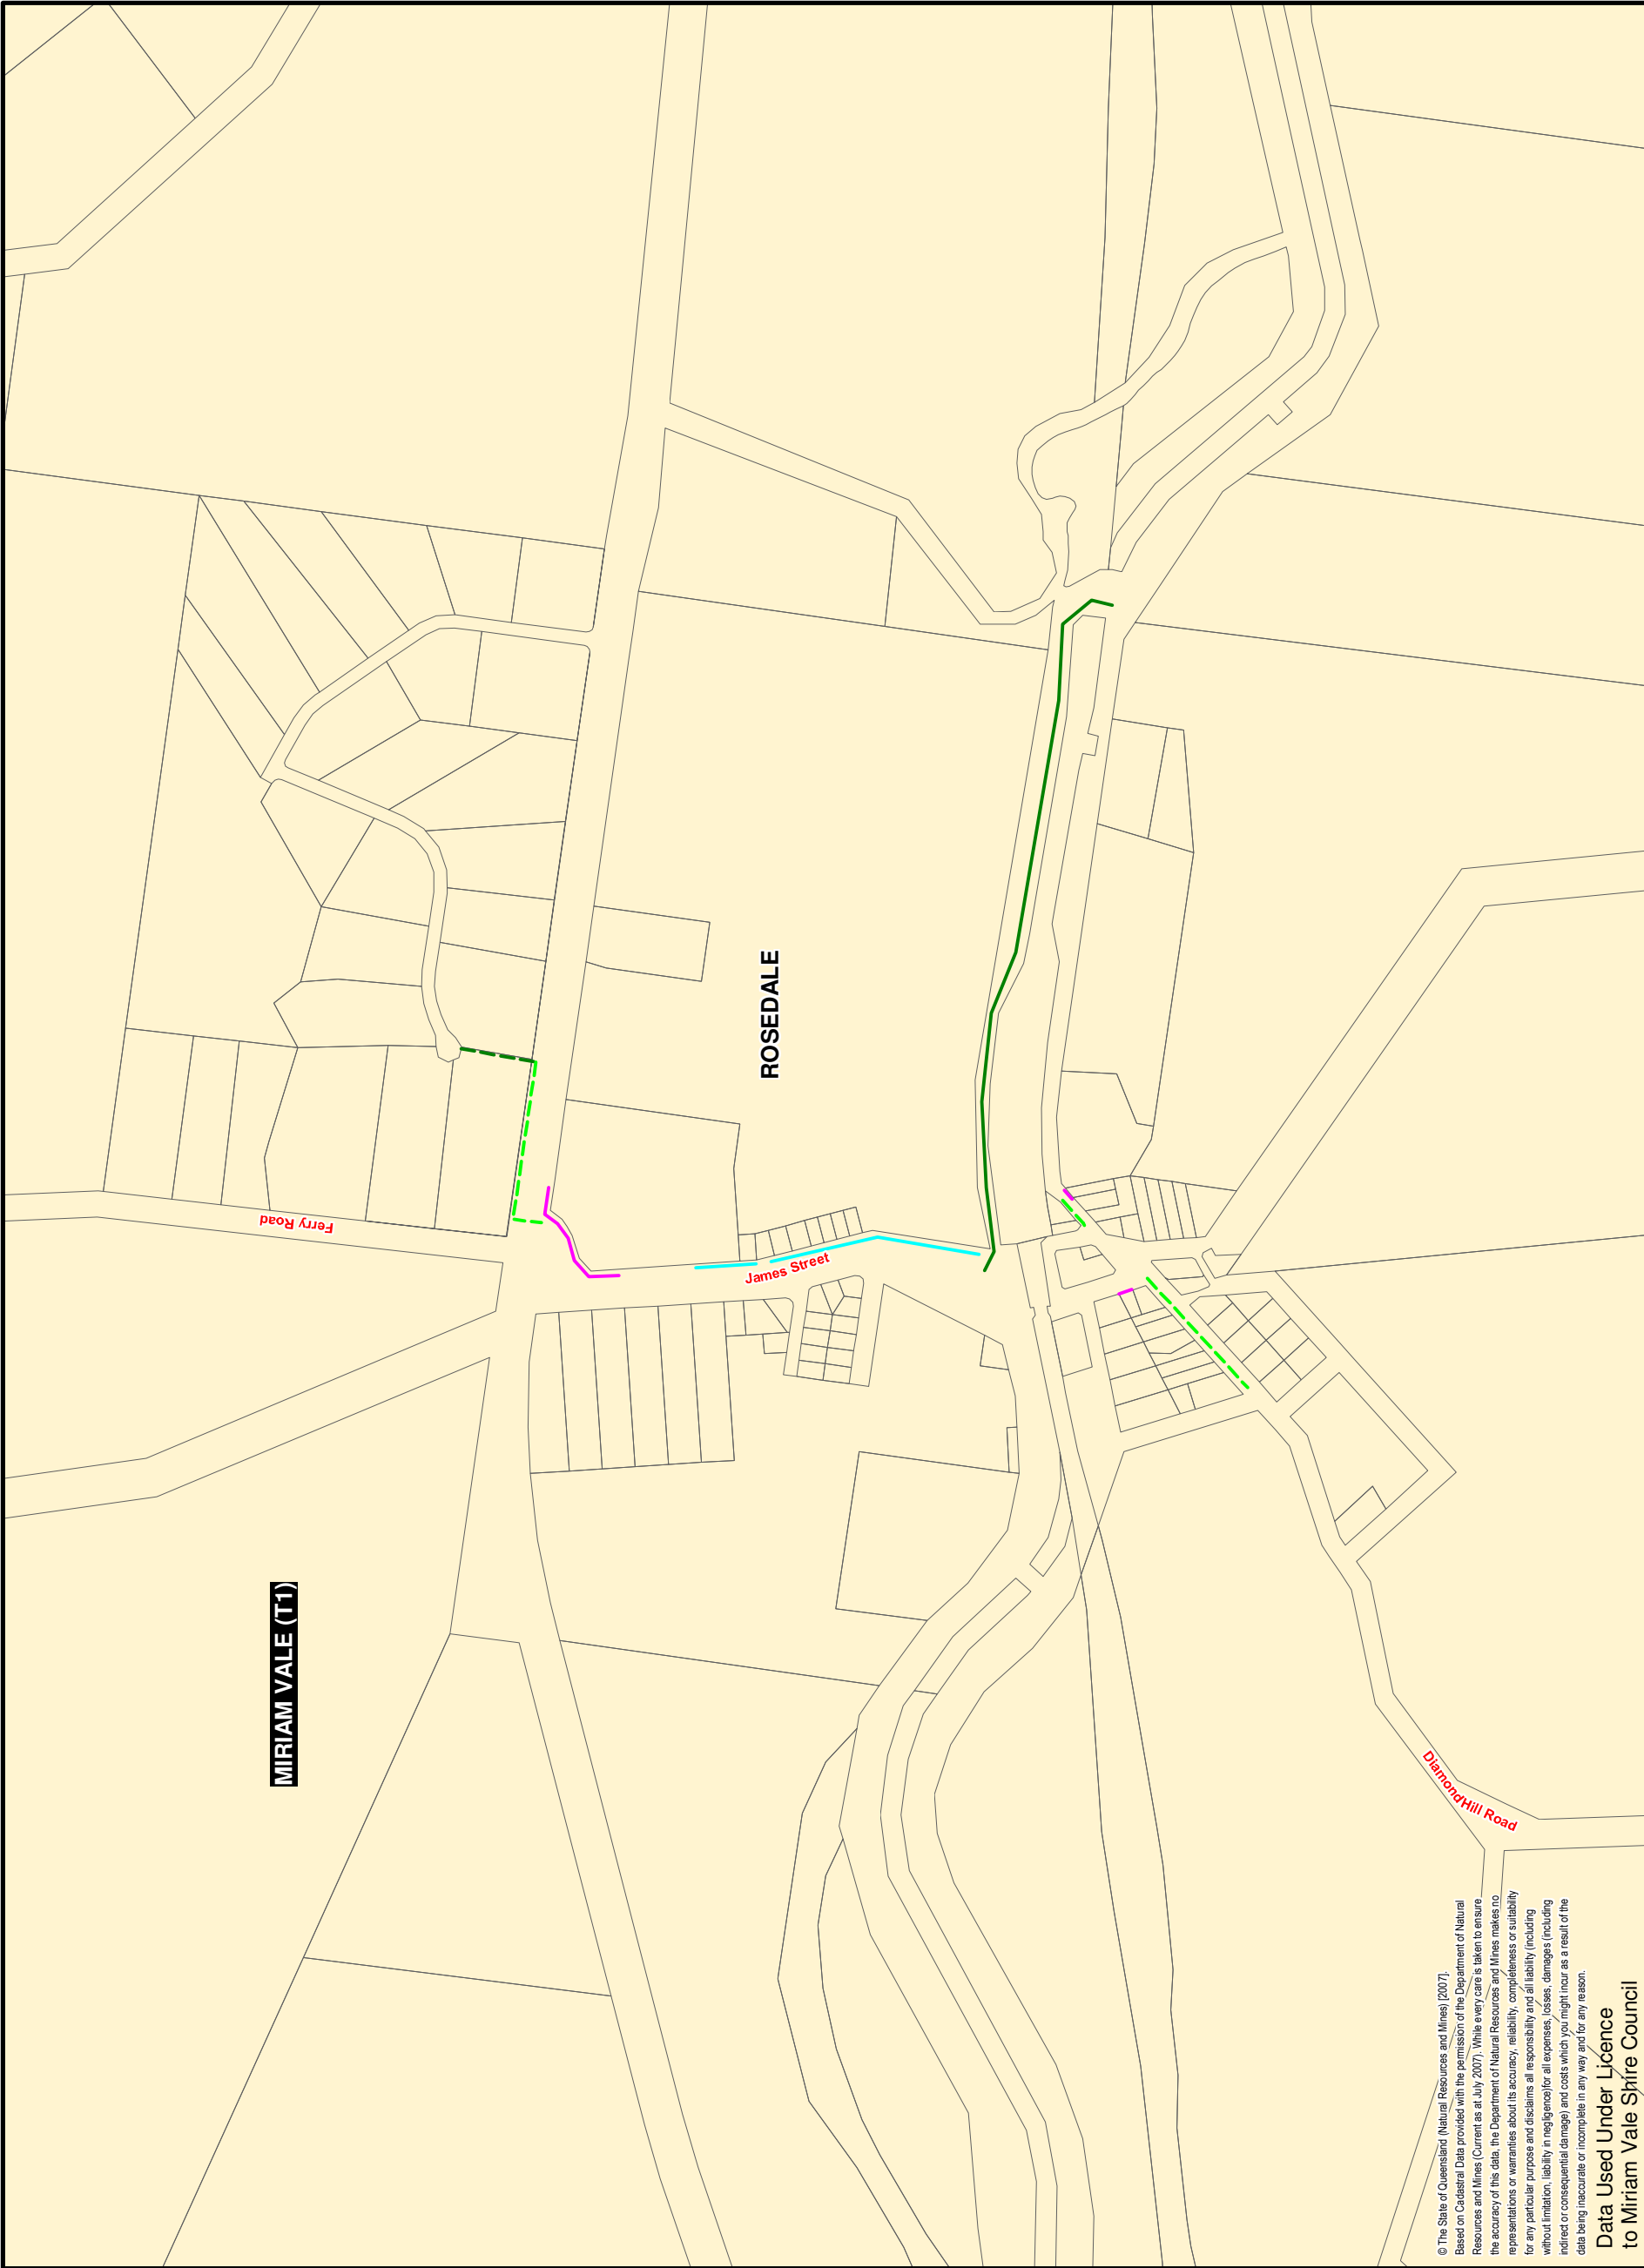 Ferry Road
ROSEDALE
James Street
MIRIAM VALE (T1)
Diamond Hill Road
© The State of Queensland (Natural Resources and Mines) [2007].
Based on Cadastral Data provided with the permission of the Department of Natural
Resources and Mines (Current as at July 2007). While every care is taken to ensure
the accuracy of this data, the Department of Natural Resources and Mines makes no
representations or warranties about its accuracy, reliability, completeness or suitability
for any particular purpose and disclaims all responsibility and all liability (including
without limitation, liability in negligence)for all expenses, losses, damages (including
indirect or consequential damage) and costs which you might incur as a result of the
data being inaccurate or incomplete in any way and for any reason.
Data Used Under Licence
to Miriam Vale Shire Council